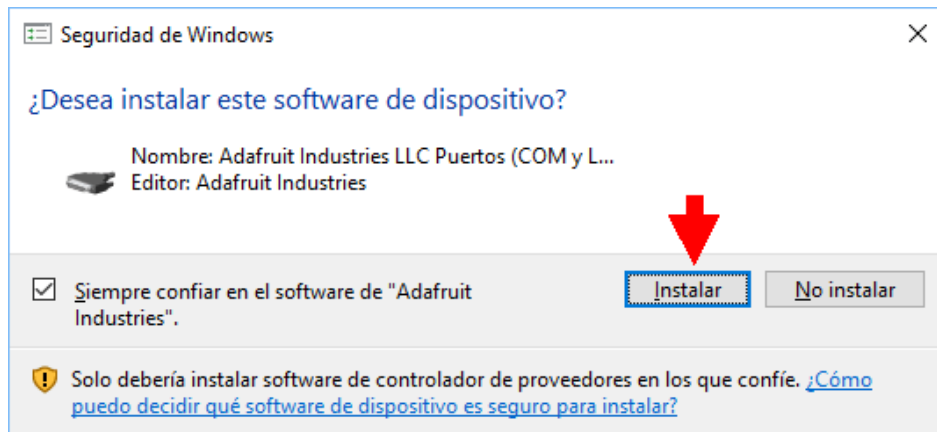 Seguridad de Windows
¿Desea instalar este software de dispositivo?
Nombre: Adafruit Industries LLC Puertos (COM y L...
Editor: Adafruit Industries
Siempre confiar en el software de "Adafruit
Industries".
Instalar
No instalar
Solo debería instalar software de controlador de proveedores en los que confíe. ¿Cómo
puedo decidir qué software de dispositivo es seguro para instalar?